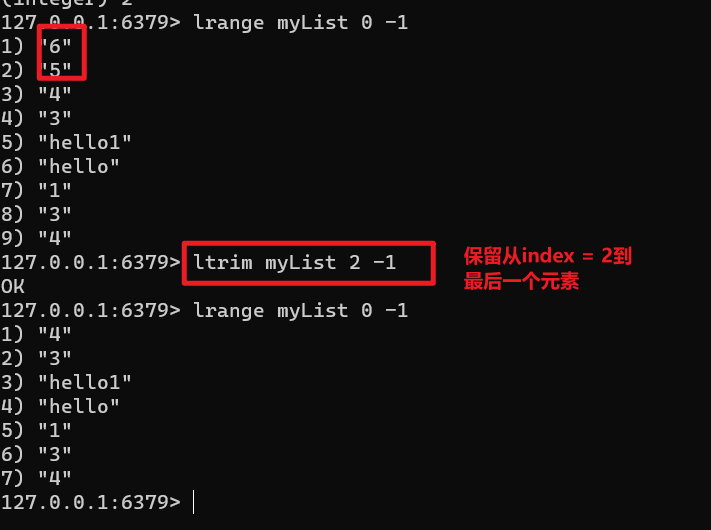 (integer) 2
127.0.0.1:6379> lrange myList 0 -1
1) "6"
2) "5"
3) "4"
4) "3"
5) "hello1"
6) "hello"
7) "1"
8) "3"
9) "4"
127.0.0.1:6379> ltrim myList 2 -1
保留从index = 2到
最后一个元素
OK
127.0.0.1:6379> lrange myList 0 -1
1) "4"
2) "3"
3) "hello1"
4) "hello"
5) "1"
6) "3"
7) "4"
127.0.0.1:6379>